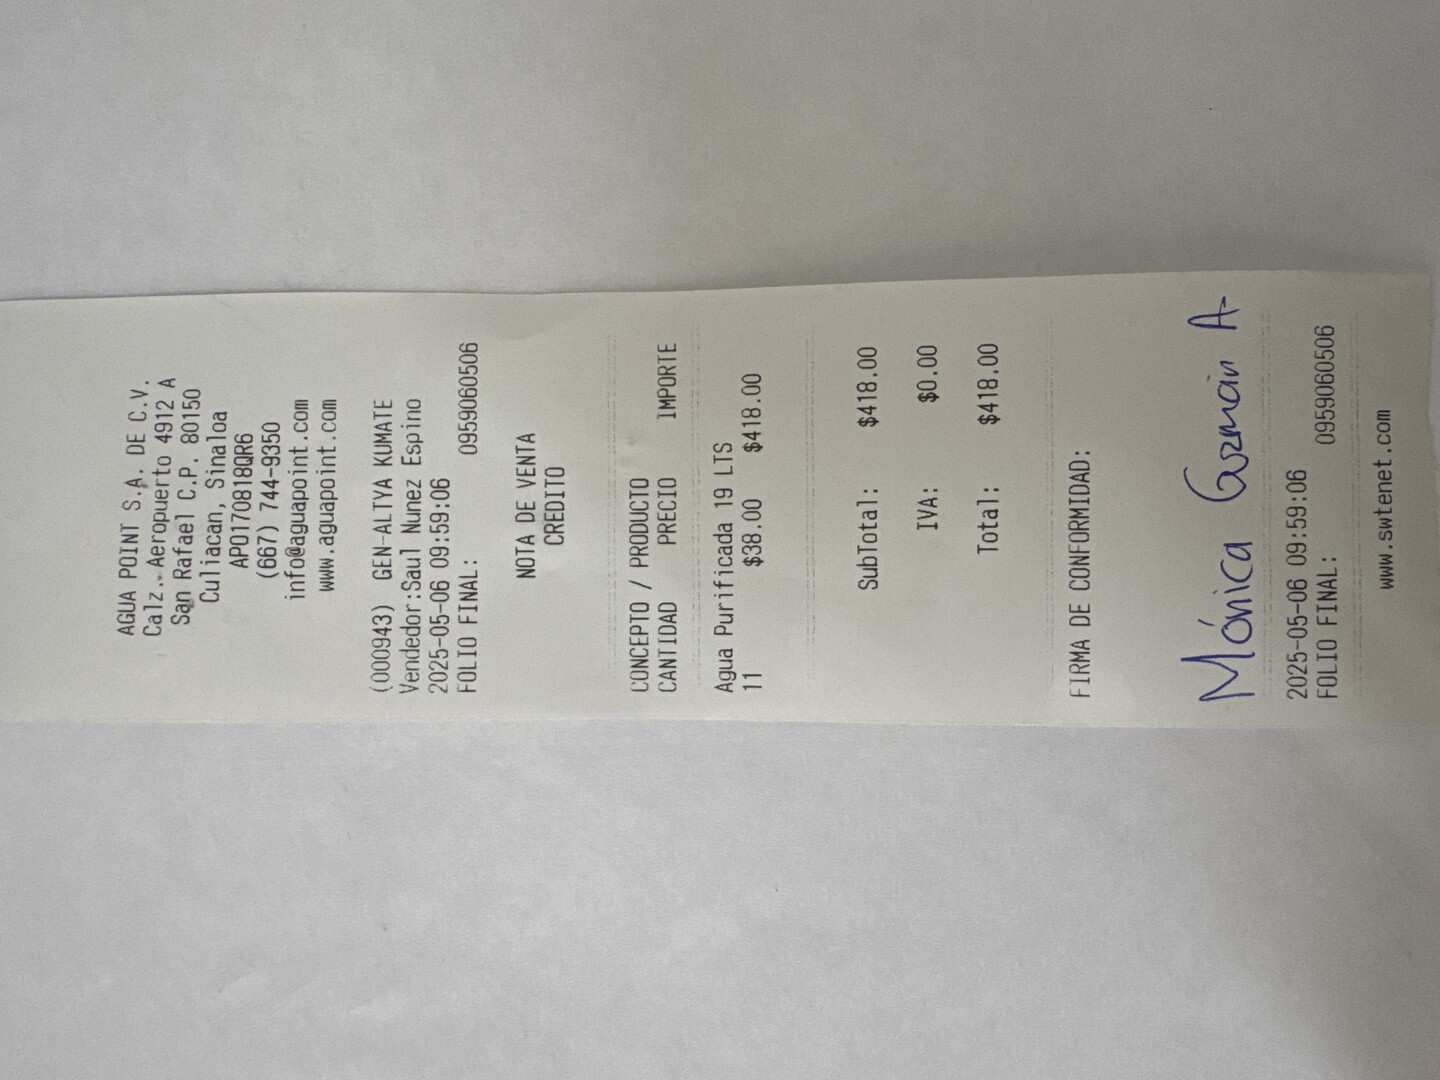 AGUA POINT S.A. DE C.V.
Calz. Aeropuerto 4912 A
San Rafael C.P. 80150
Culiacan, Sinaloa
APO170818QR6
(667) 744-9350
info@aguapoint.com
www.aguapoint.com
(000943) GEN-ALTYA KUMATE
Vendedor:Saul Nunez Espino
2025-05-06 09:59:06
FOLIO FINAL: 0959060506
NOTA DE VENTA
CREDITO
CONCEPTO / PRODUCTO
CANTIDAD PRECIO IMPORTE
Agua Purificada 19 LTS
11 $38.00 $418.00
SubTotal: $418.00
IVA: $0.00
Total: $418.00
FIRMA DE CONFORMIDAD:
Mónica Guzmán A
2025-05-06 09:59:06
FOLIO FINAL: 0959060506
www.swtenet.com